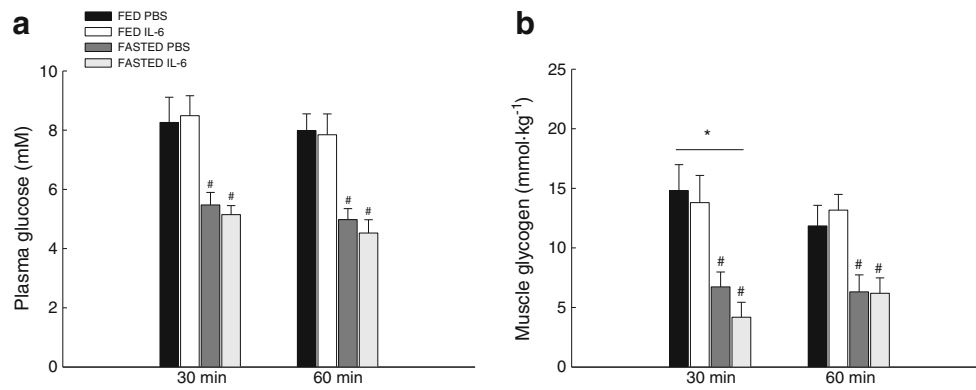 a
FED PBS
FED IL-6
FASTED PBS
FASTED IL-6
Plasma glucose (mM)
10
8
6
4
2
0
# #
# #
30 min 60 min
b
Muscle glycogen (mmol·kg⁻¹)
25
20
15
10
5
0
*
#
#
# #
30 min 60 min